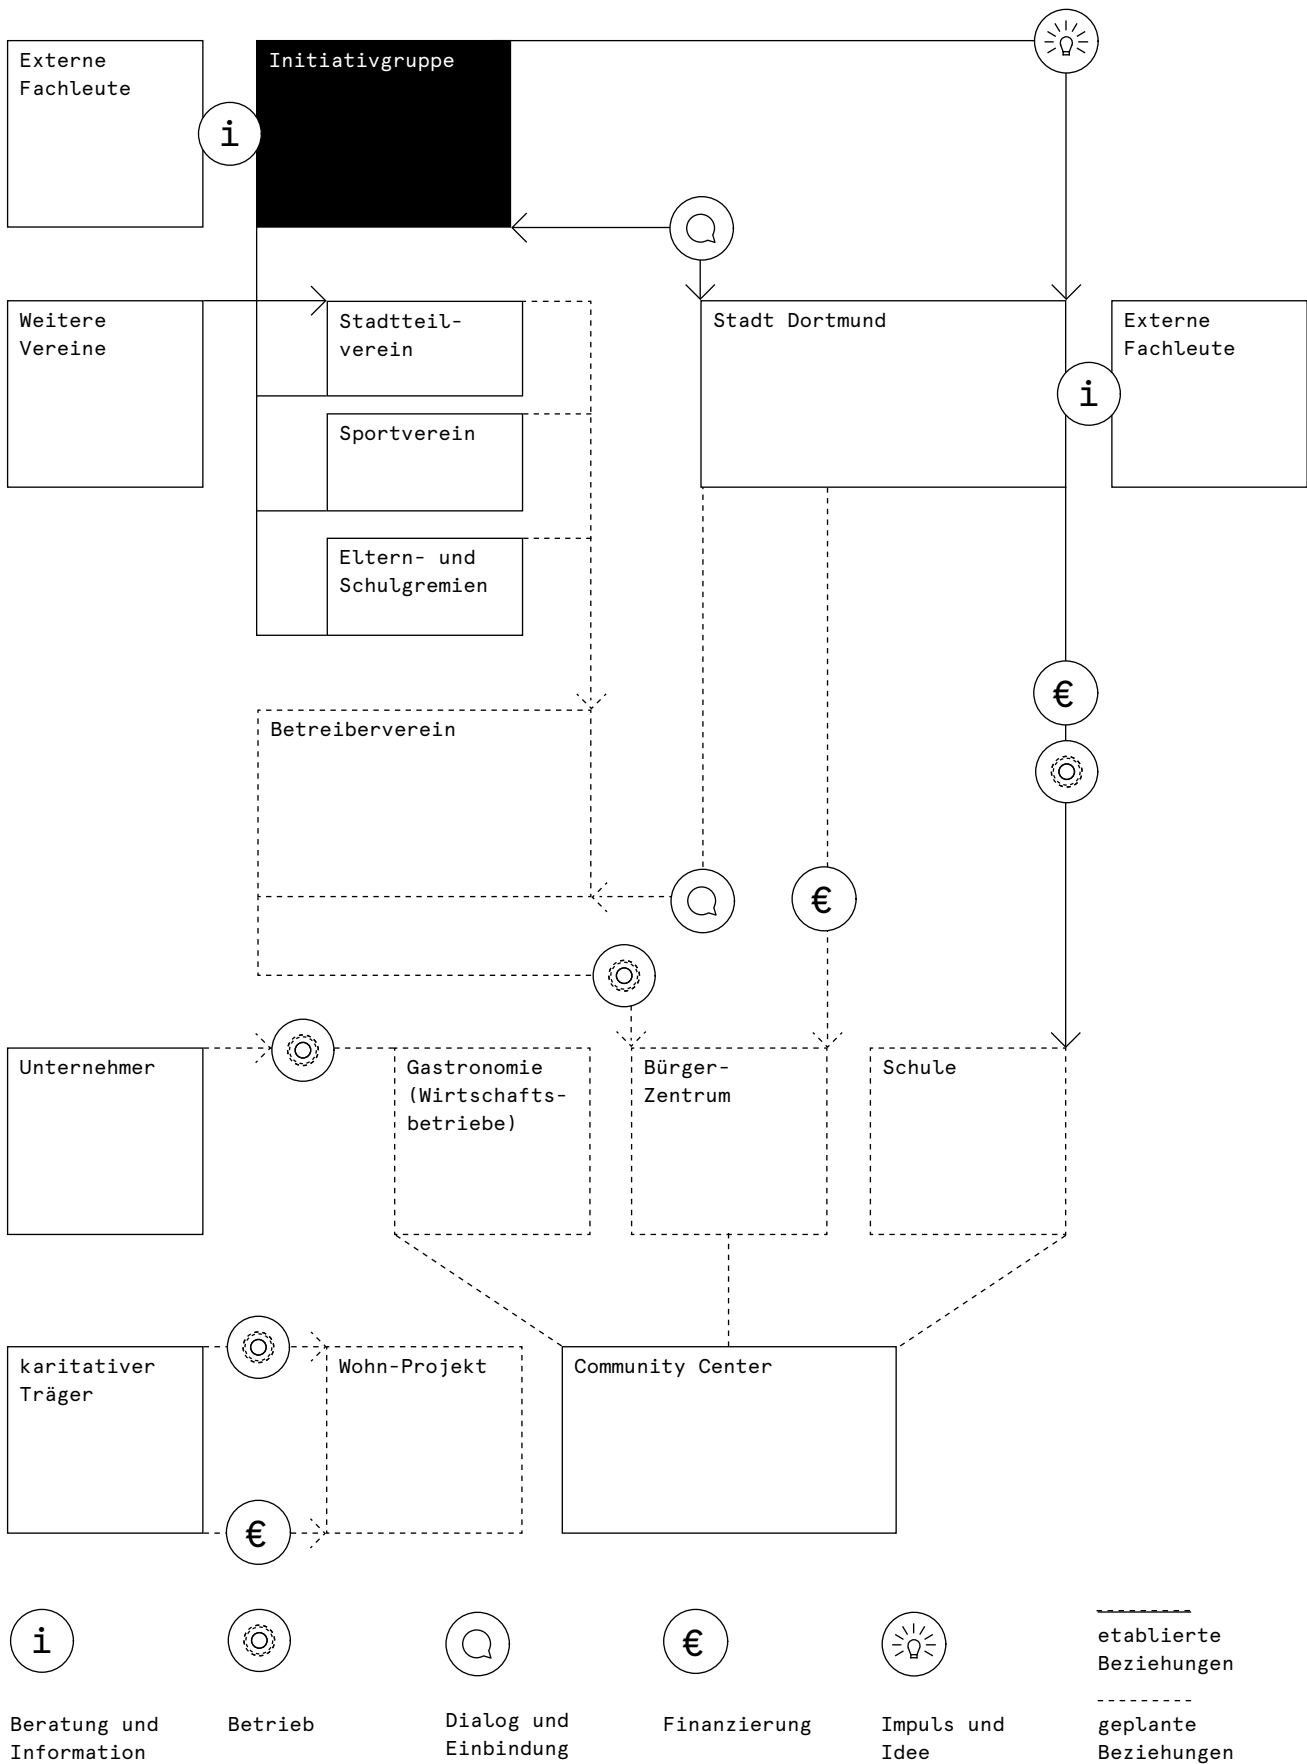 Externe
Fachleute
Initiativgruppe
i
Weitere
Vereine
Stadtteil-
verein
Stadt Dortmund
Externe
Fachleute
i
Sportverein
Eltern- und
Schulgremien
€
Betreiberverein
€
Unternehmer
Gastronomie
(Wirtschafts-
betriebe)
Bürger-
Zentrum
Schule
karitativer
Träger
Wohn-Projekt
Community Center
€
i
€
etablierte
Beziehungen
Beratung und
Information
Betrieb
Dialog und
Einbindung
Finanzierung
Impuls und
Idee
geplante
Beziehungen